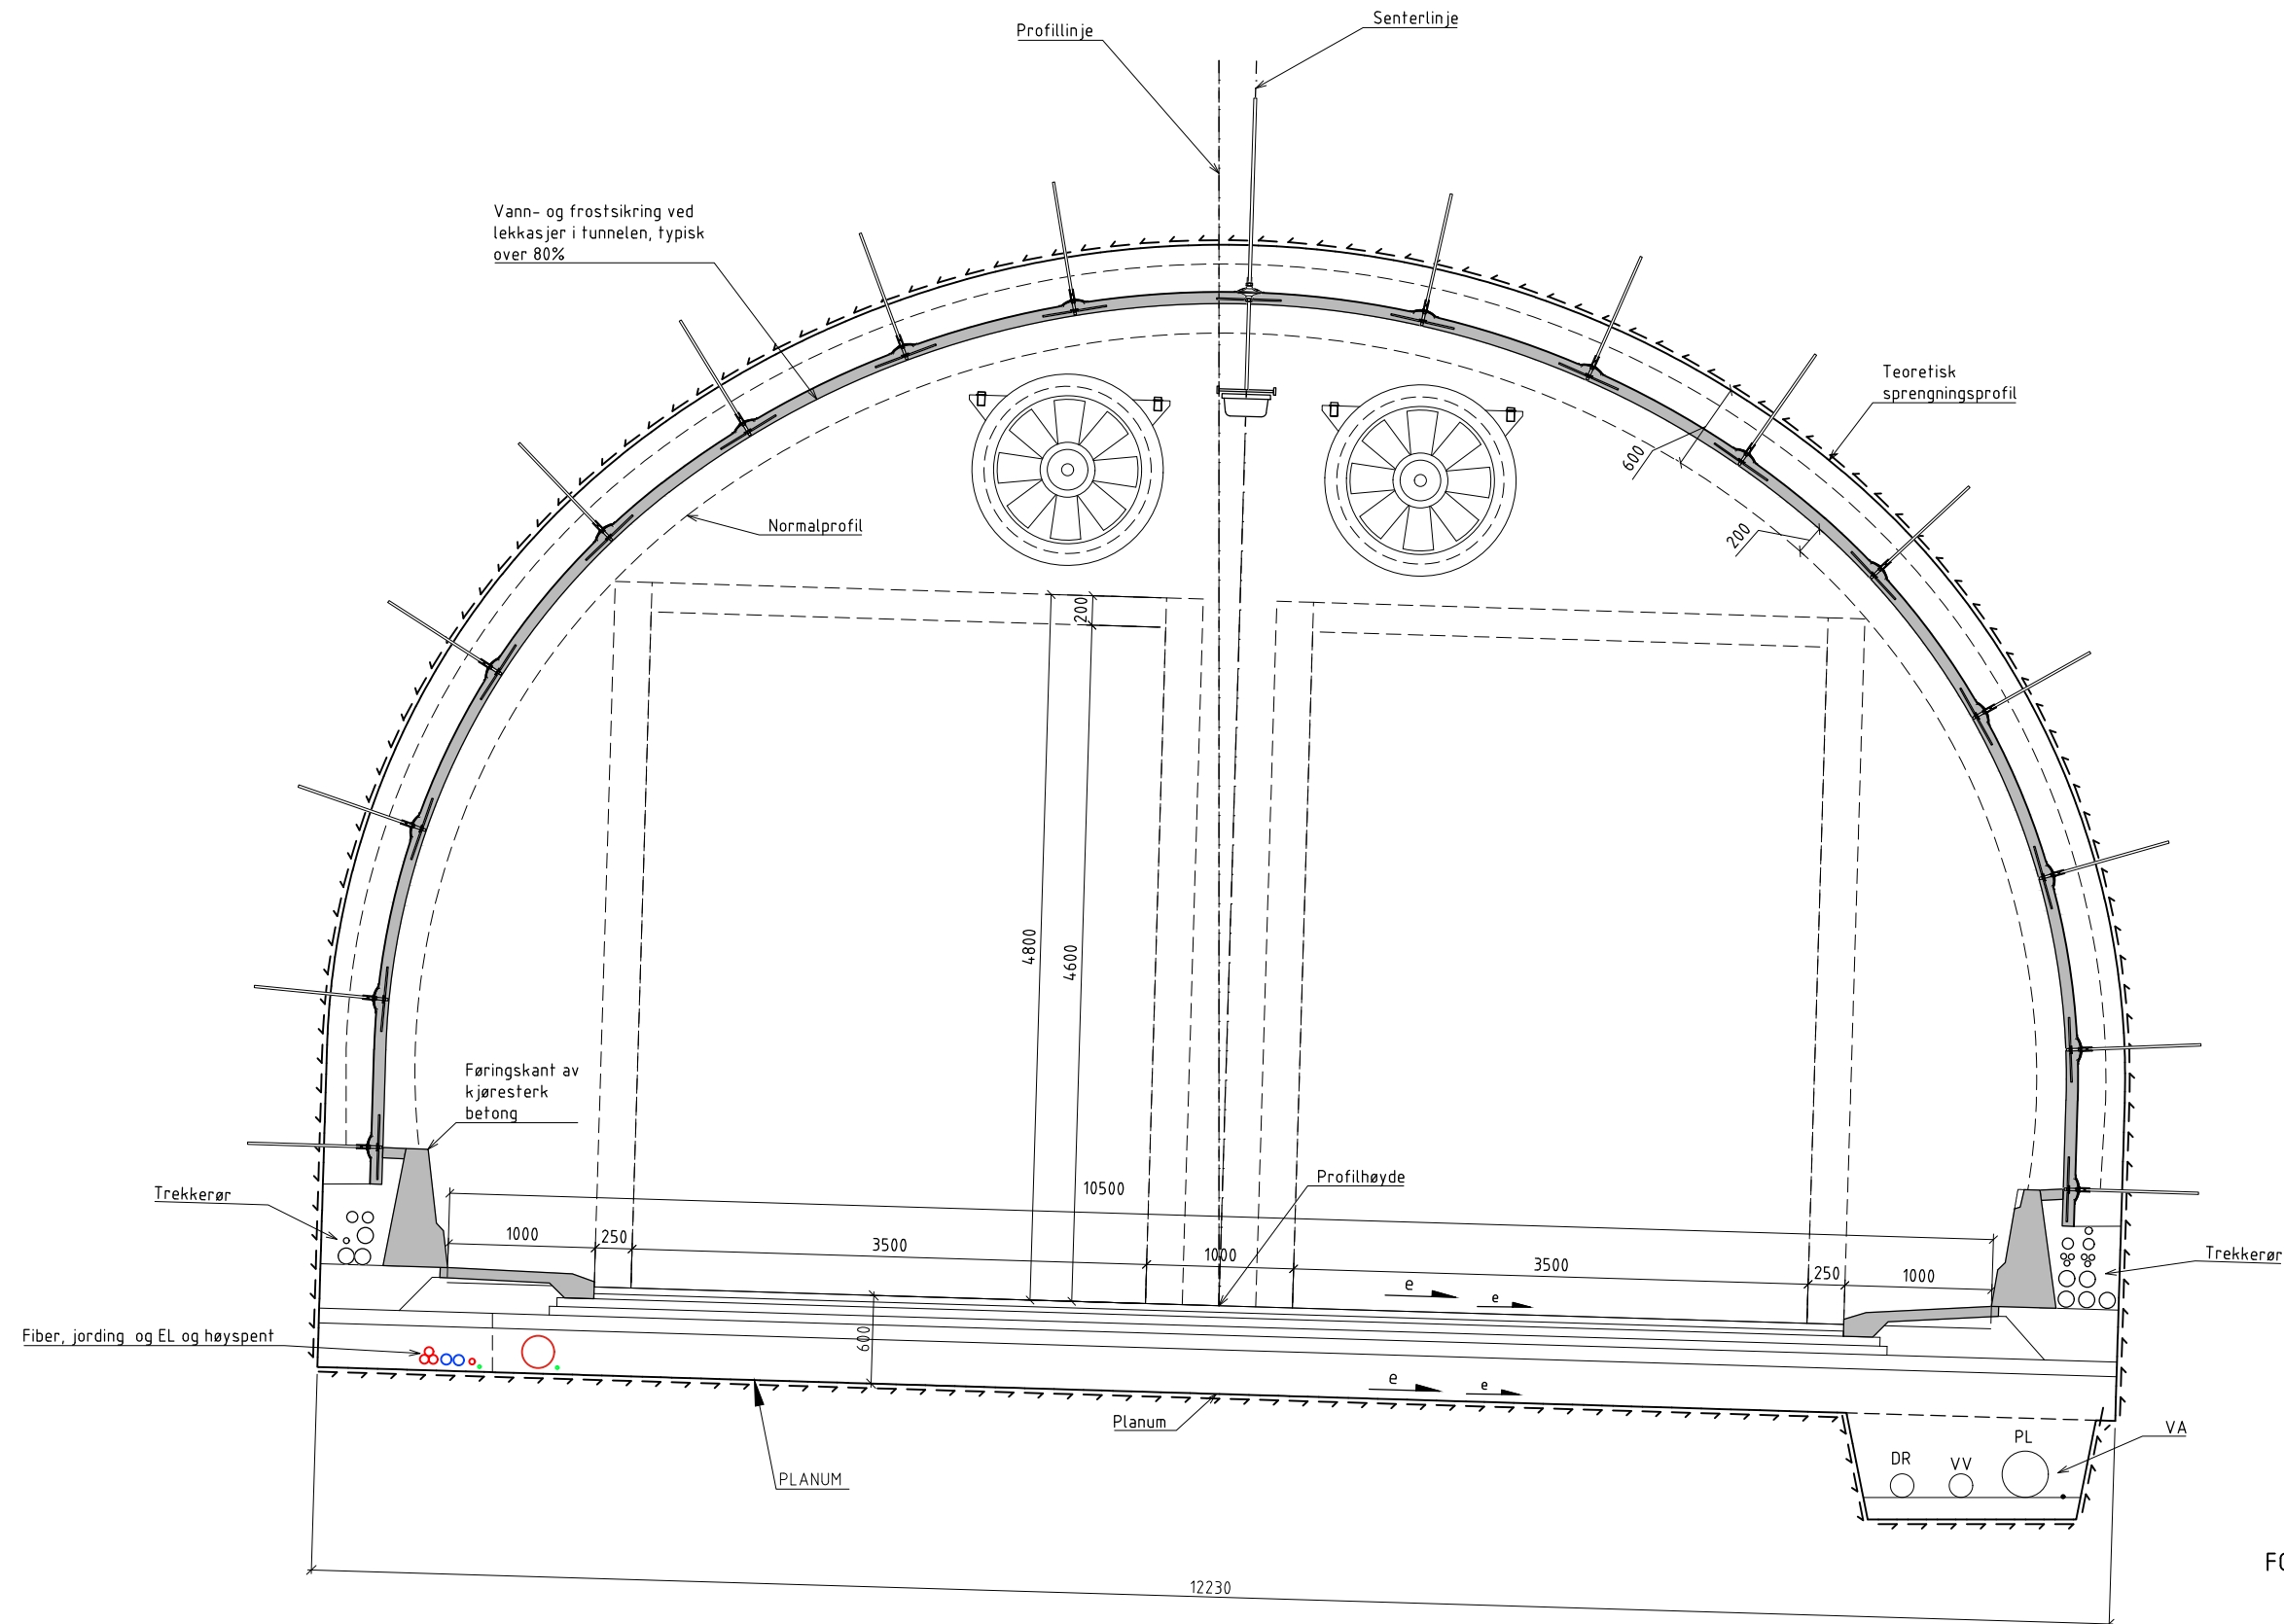 Senterlinje
Profillinje
Vann- og frostsikring ved
lekkasjer i tunnelen, typisk
over 80%
Teoretisk
sprengningsprofil
600
200
Normalprofil
200
4800
4600
Føringskant av
kjøresterk
betong
Profilhøyde
10500
Trekkerør
1000
250
3500
1000
3500
250
1000
Trekkerør
e
e
600
Fiber, jording og EL og høyspent
e
e
Planum
PLANUM
VA
PL
DR
VV
12230